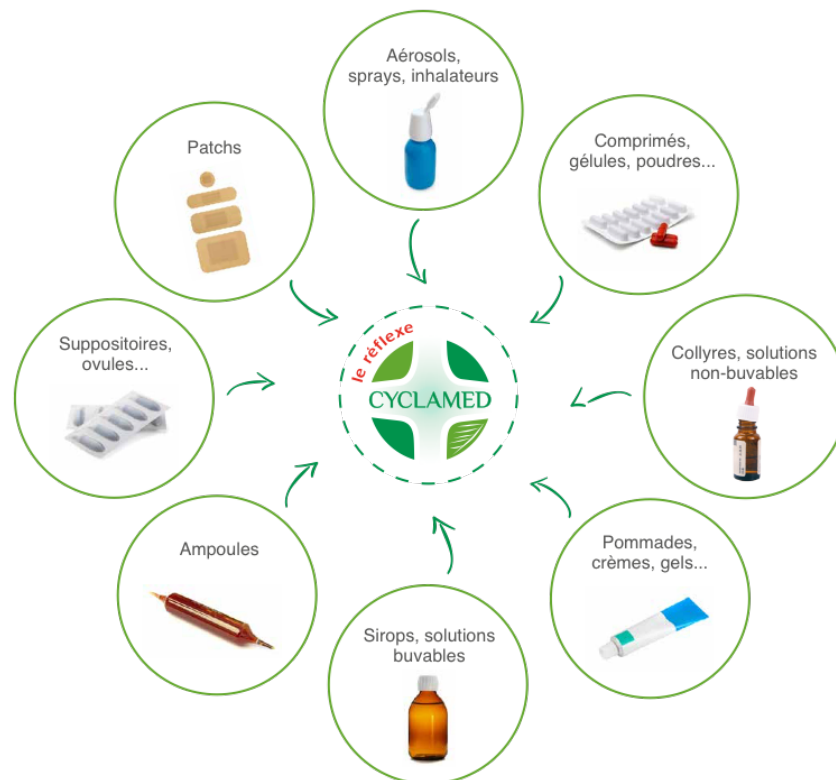 Aérosols,
sprays, inhalateurs
Comprimés,
gélules, poudres...
Patchs
Suppositoires,
ovules...
le réflexe
CYCLAMED
Collyres, solutions
non-buvables
Ampoules
Pommades,
crèmes, gels...
Sirops, solutions
buvables